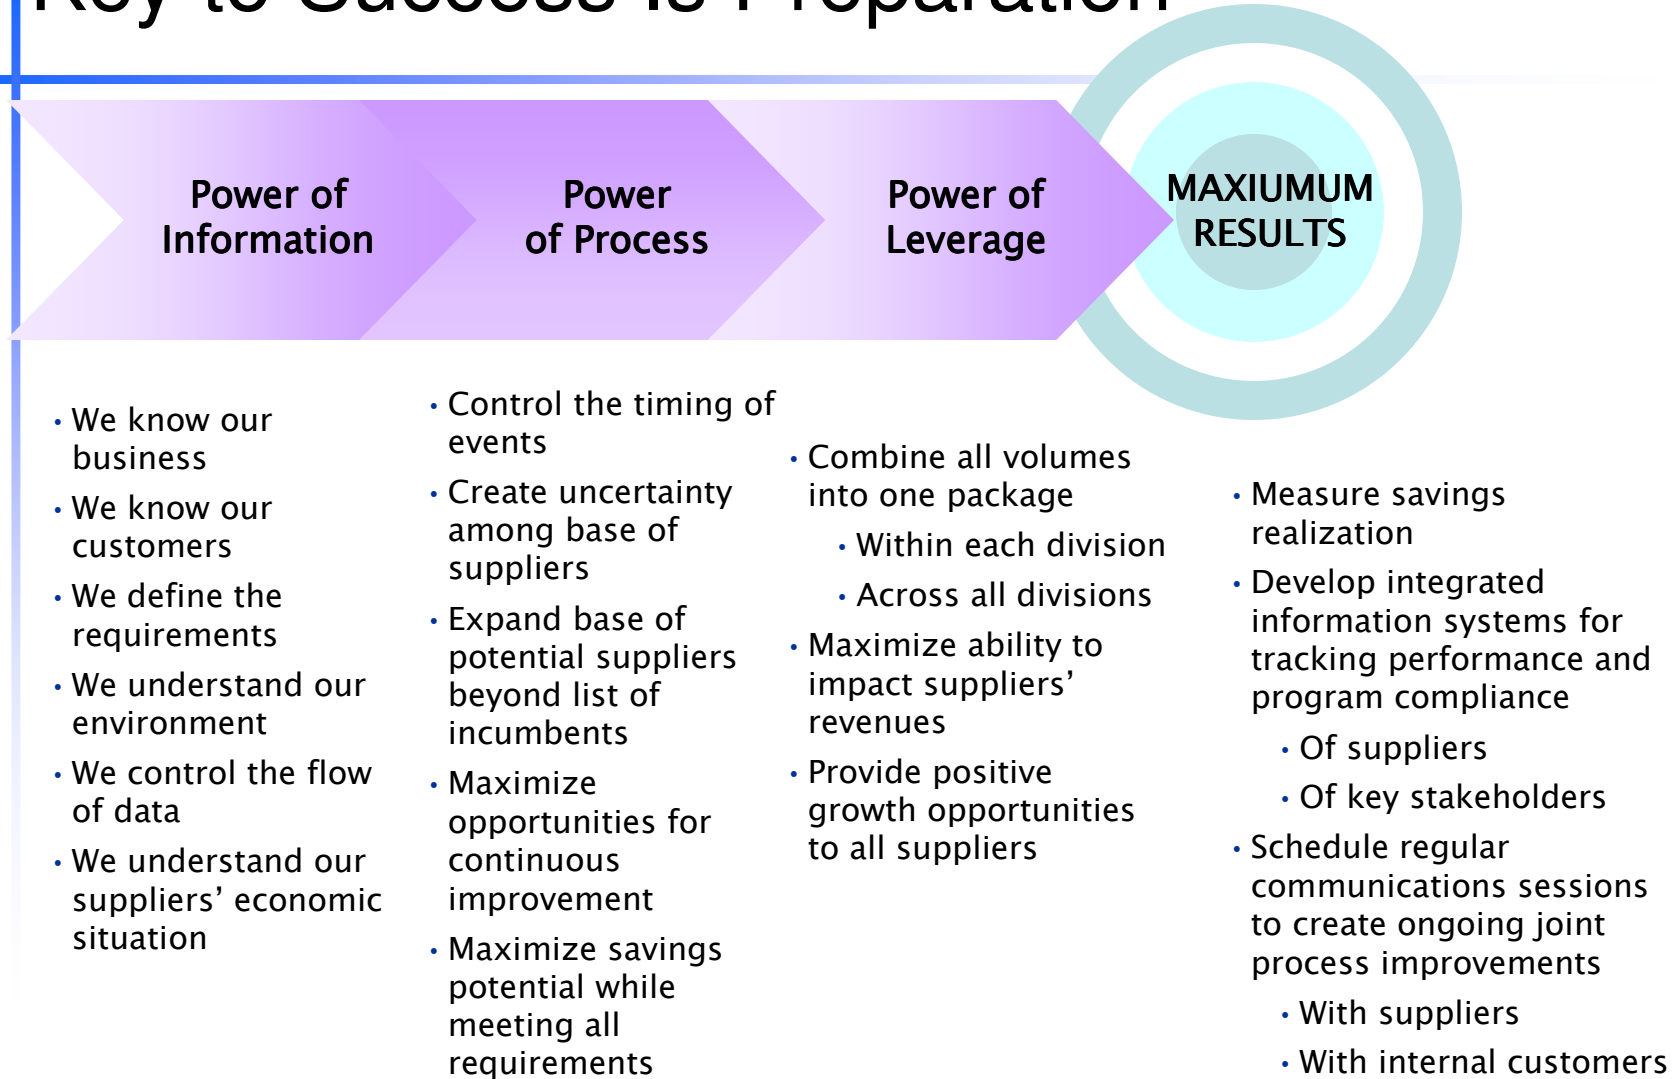 Key to Success Is Preparation
Power of
Information
Power
of Process
Power of
Leverage
MAXIUMUM
RESULTS
• We know our
business
• We know our
customers
• We define the
requirements
• We understand our
environment
• We control the flow
of data
• We understand our
suppliers’ economic
situation
• Control the timing of
events
• Create uncertainty
among base of
suppliers
• Expand base of
potential suppliers
beyond list of
incumbents
• Maximize
opportunities for
continuous
improvement
• Maximize savings
potential while
meeting all
requirements
• Combine all volumes
into one package
• Within each division
• Across all divisions
• Maximize ability to
impact suppliers’
revenues
• Provide positive
growth opportunities
to all suppliers
• Measure savings
realization
• Develop integrated
information systems for
tracking performance and
program compliance
• Of suppliers
• Of key stakeholders
• Schedule regular
communications sessions
to create ongoing joint
process improvements
• With suppliers
• With internal customers